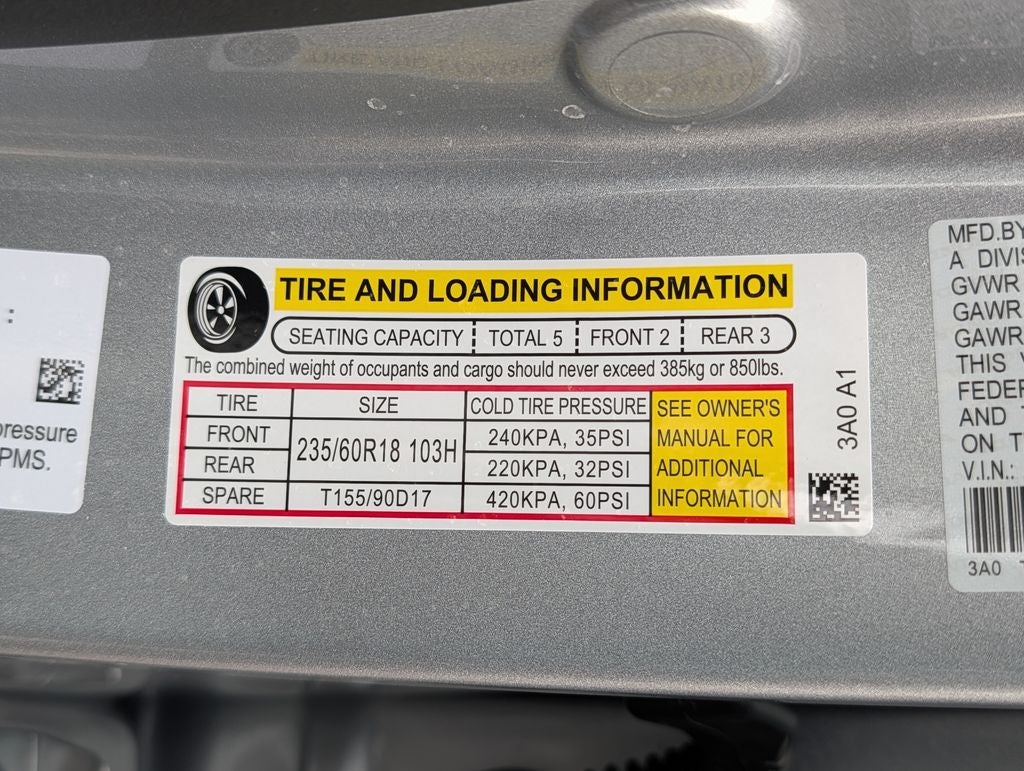 TIRE AND LOADING INFORMATION
SEATING CAPACITY TOTAL 5 FRONT 2 REAR 3
The combined weight of occupants and cargo should never exceed 385kg or 850lbs.
TIRE SIZE COLD TIRE PRESSURE SEE OWNER'S
FRONT 235/60R18 103H 240KPA, 35PSI MANUAL FOR
REAR 220KPA, 32PSI ADDITIONAL
SPARE T155/90D17 420KPA, 60PSI INFORMATION
3A0 A1
:
pressure
PMS.
MFD.BY
A DIVIS
GVWR
GAWR
GAWR
THIS V
FEDER
AND T
ON T
V.I.N.:
3A0 T